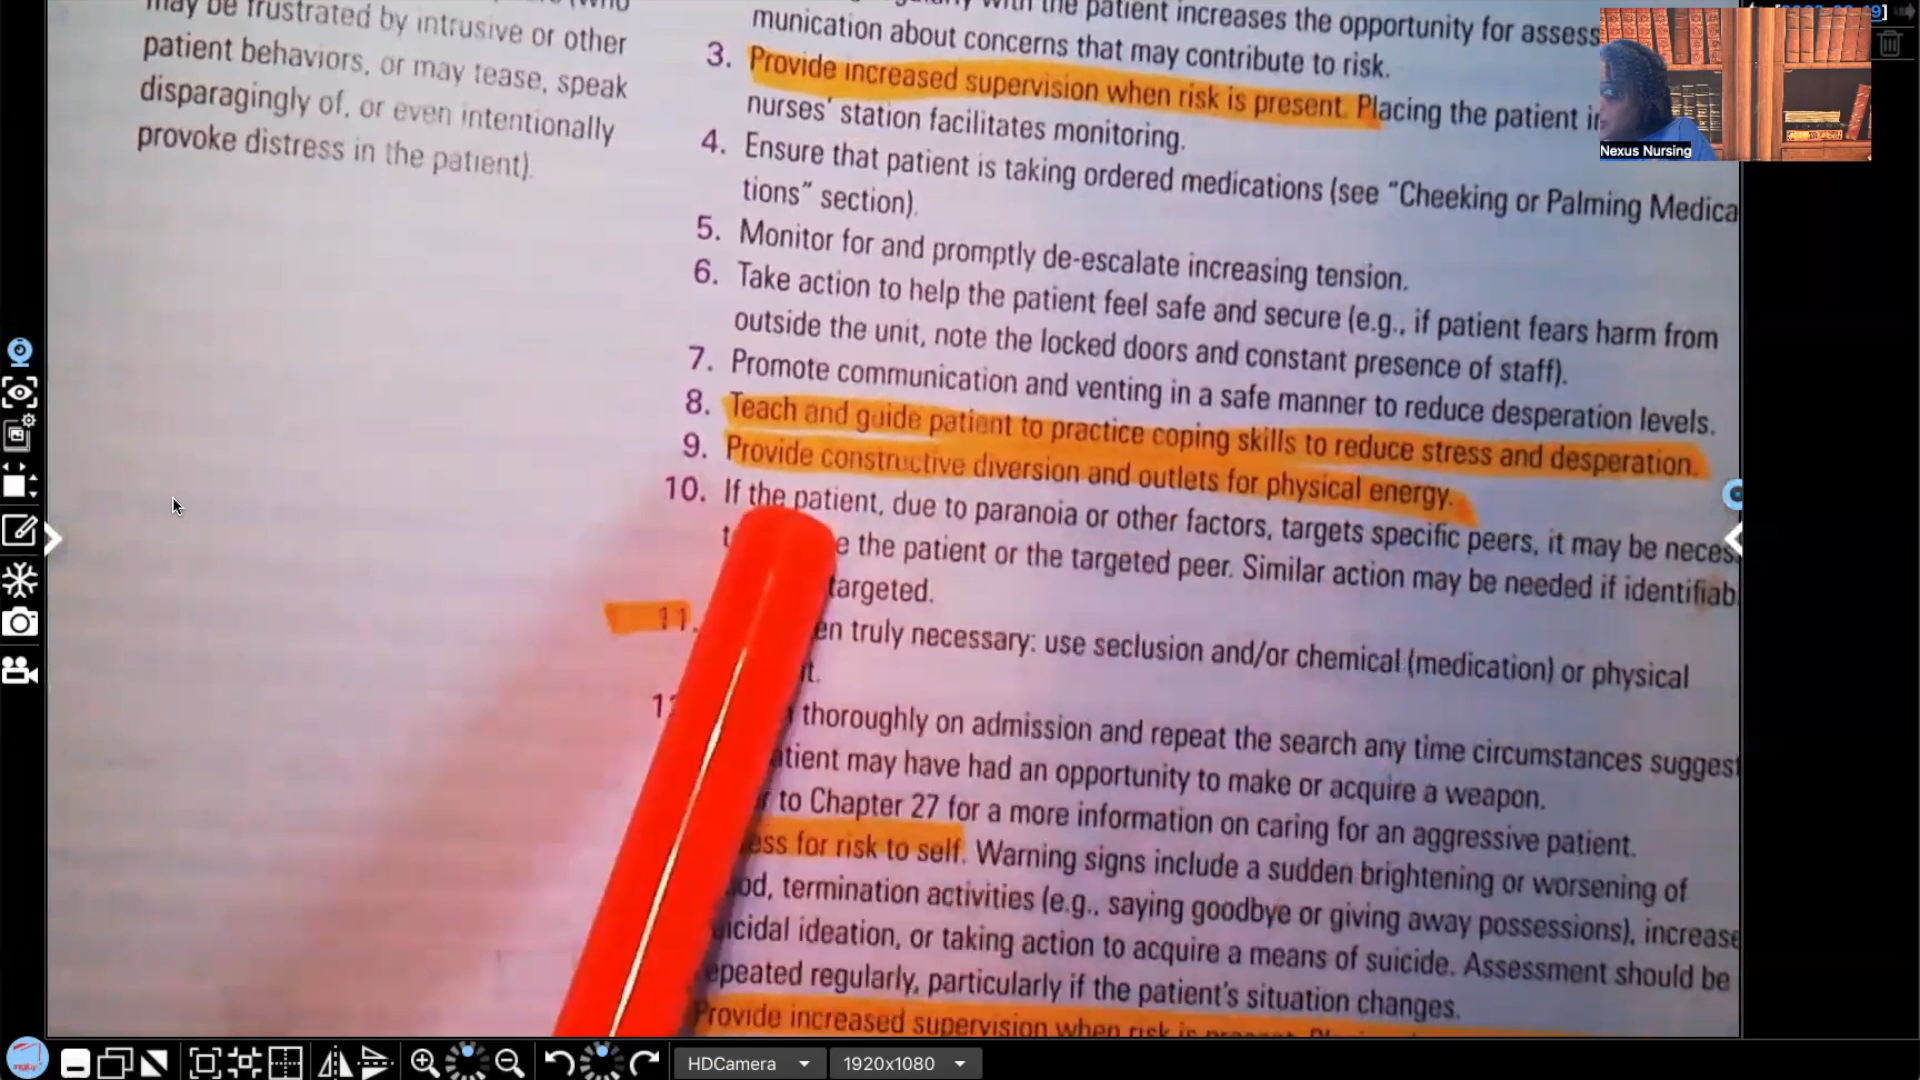 may be frustrated by intrusive or other
patient behaviors, or may tease, speak
disparagingly of, or even intentionally
provoke distress in the patient).
with the patient increases the opportunity for assess
munication about concerns that may contribute to risk.
3. Provide increased supervision when risk is present. Placing the patient in
nurses' station facilitates monitoring.
4. Ensure that patient is taking ordered medications (see "Cheeking or Palming Medica
tions" section).
5. Monitor for and promptly de-escalate increasing tension.
6. Take action to help the patient feel safe and secure (e.g., if patient fears harm from
outside the unit, note the locked doors and constant presence of staff).
7. Promote communication and venting in a safe manner to reduce desperation levels.
8. Teach and guide patient to practice coping skills to reduce stress and desperation.
9. Provide constructive diversion and outlets for physical energy.
10. If the patient, due to paranoia or other factors, targets specific peers, it may be neces
the patient or the targeted peer. Similar action may be needed if identifiab
targeted.
11. truly necessary: use seclusion and/or chemical (medication) or physical
thoroughly on admission and repeat the search any time circumstances suggest
atient may have had an opportunity to make or acquire a weapon.
to Chapter 27 for a more information on caring for an aggressive patient.
ess for risk to self. Warning signs include a sudden brightening or worsening of
od, termination activities (e.g., saying goodbye or giving away possessions), increase
icidal ideation, or taking action to acquire a means of suicide. Assessment should be
epeated regularly, particularly if the patient's situation changes.
Provide increased supervision when risk is present.
Nexus Nursing
HDCamera
1920x1080